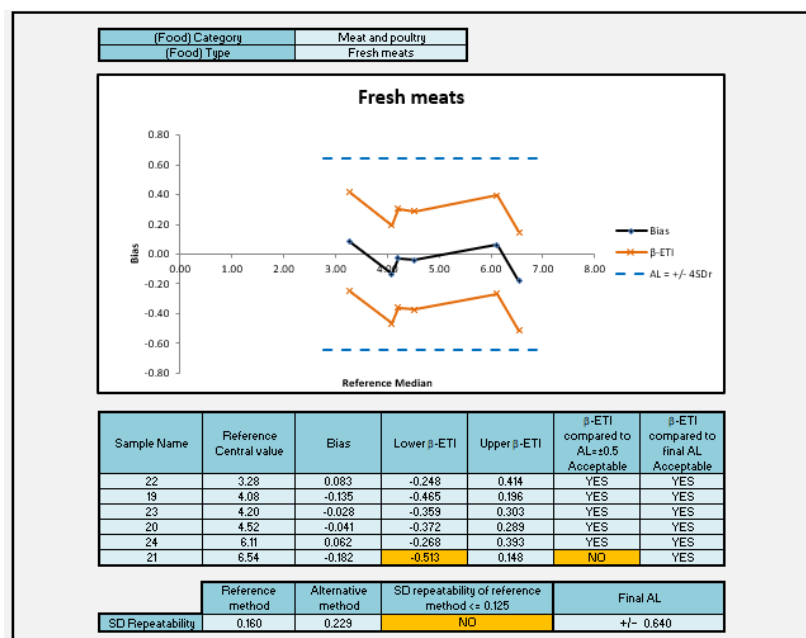 (Food) Category Meat and poultry
(Food) Type Fresh meats
Fresh meats
0.80
0.60
0.40
0.20
0.00
-0.20
-0.40
-0.60
-0.80
0.00 1.00 2.00 3.00 4.00 5.00 6.00 7.00 8.00
Bias
Reference Median
Bias
β-ETI
AL = +/- 4SDr
Sample Name Reference Central value Bias Lower β-ETI Upper β-ETI β-ETI compared to AL=±0.5 Acceptable β-ETI compared to final AL Acceptable
22 3.28 0.083 -0.248 0.414 YES YES
19 4.08 -0.135 -0.465 0.196 YES YES
23 4.20 -0.028 -0.359 0.303 YES YES
20 4.52 -0.041 -0.372 0.289 YES YES
24 6.11 0.062 -0.268 0.393 YES YES
21 6.54 -0.182 -0.513 0.148 NO YES
Reference method Alternative method SD repeatability of reference method <= 0.125 Final AL
SD Repeatability 0.160 0.229 NO +/- 0.640